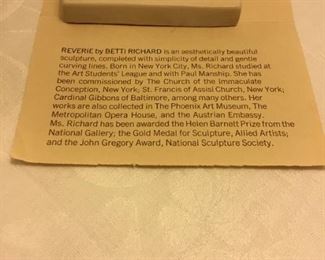 REVERIE by BETTI RICHARD is an aesthetically beautiful
sculpture, completed with simplicity of detail and gentle
curving lines. Born in New York City, Ms. Richard studied at
the Art Students' League and with Paul Manship. She has
been commissioned by The Church of the Immaculate
Conception, New York; St. Francis of Assisi Church, New York;
Cardinal Gibbons of Baltimore, among many others. Her
works are also collected in The Phoenix Art Museum, The
Metropolitan Opera House, and the Austrian Embassy.
Ms. Richard has been awarded the Helen Barnett Prize from the
National Gallery; the Gold Medal for Sculpture, Allied Artists;
and the John Gregory Award, National Sculpture Society.